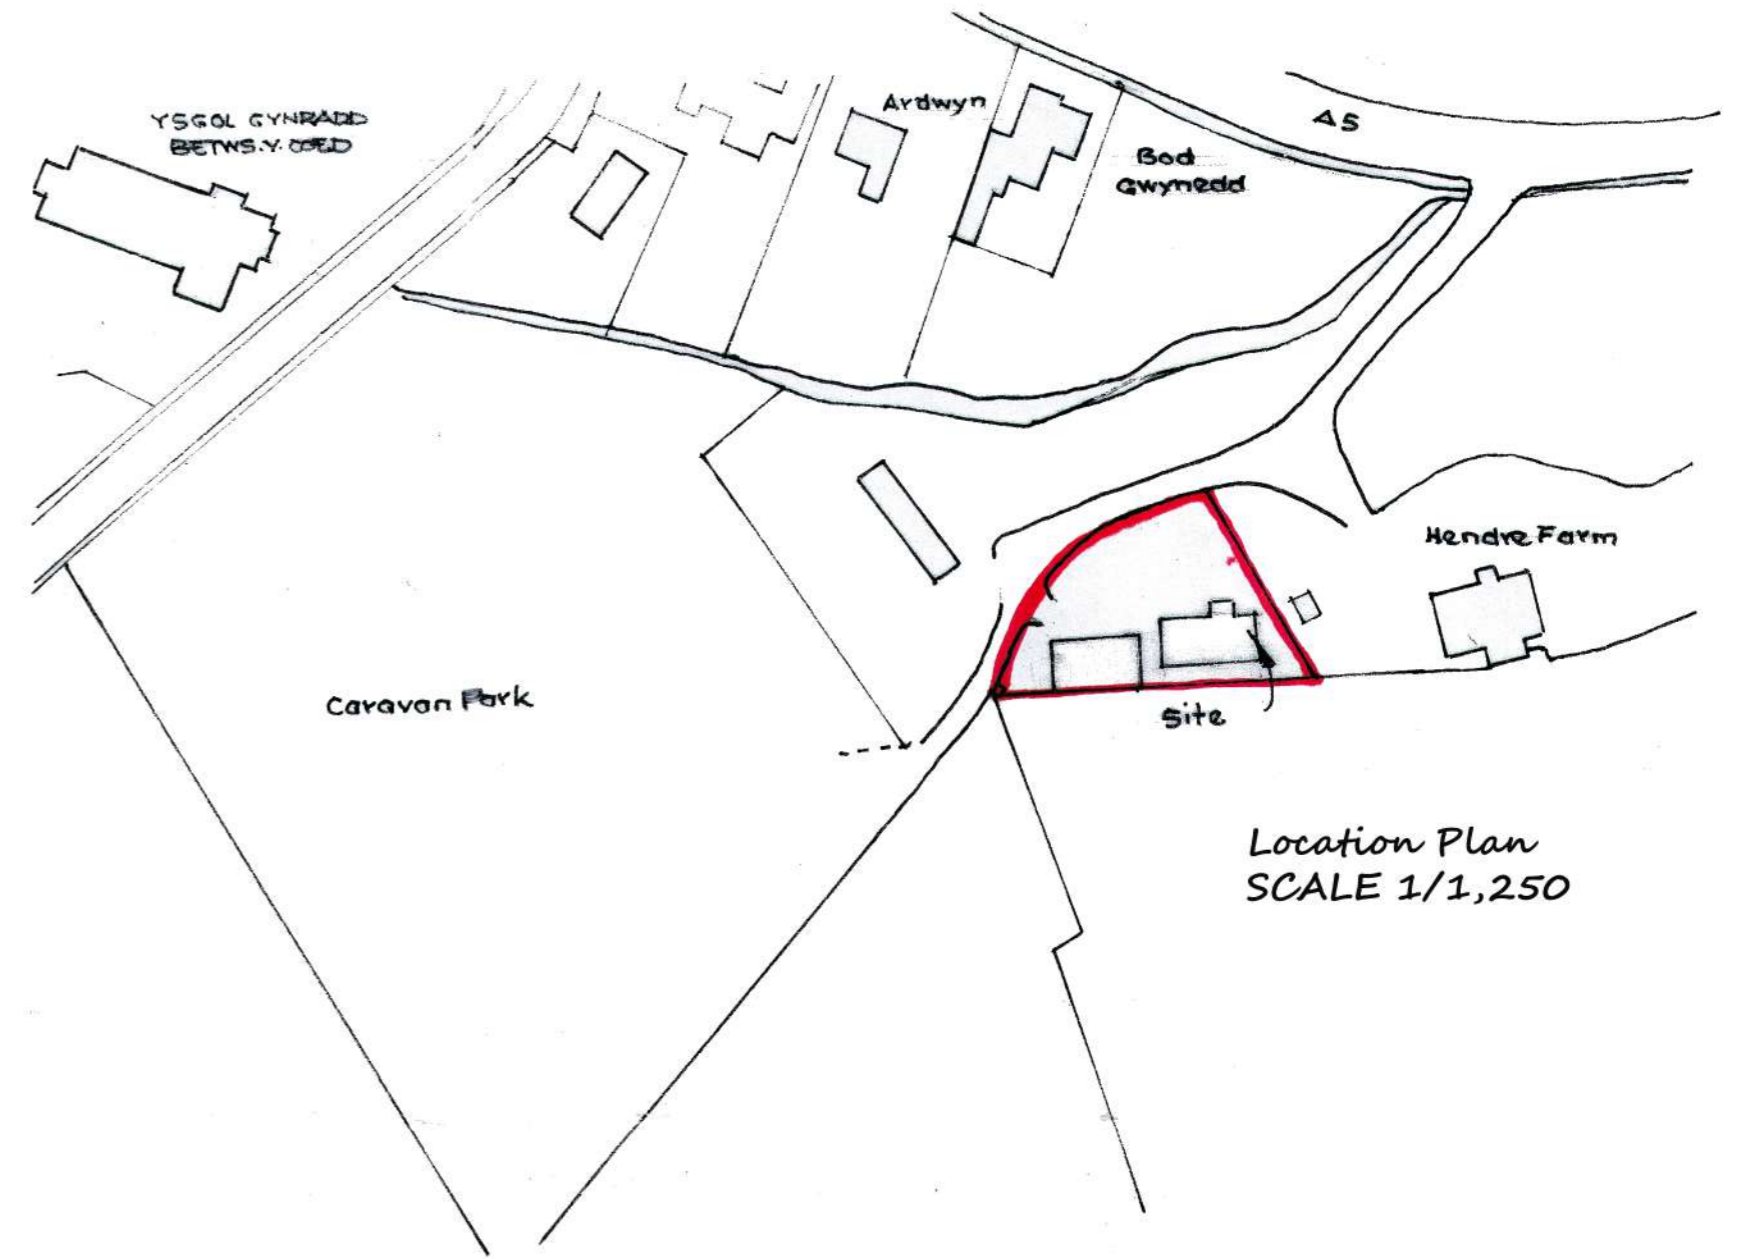 YSGOL GYNRADD
BETWS.Y.COED
Ardwyn
A5
Bod
Gwynedd
Hendre Farm
Caravan Park
Site
Location Plan
SCALE 1/1,250